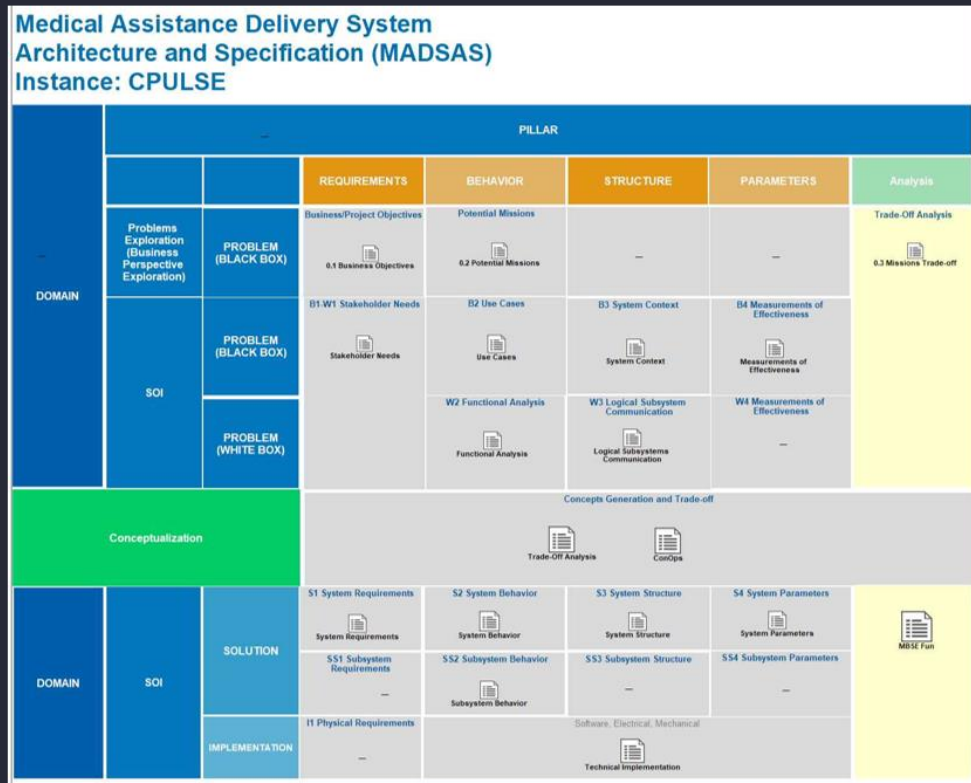 Medical Assistance Delivery System
Architecture and Specification (MADSAS)
Instance: CPULSE
PILLAR
REQUIREMENTS
BEHAVIOR
STRUCTURE
PARAMETERS
Analysis
DOMAIN
Problems
Exploration
(Business
Perspective
Exploration)
PROBLEM
(BLACK BOX)
Business/Project Objectives
0.1 Business Objectives
Potential Missions
0.2 Potential Missions
Trade-Off Analysis
0.3 Missions Trade-off
SOI
PROBLEM
(BLACK BOX)
B1-W1 Stakeholder Needs
Stakeholder Needs
B2 Use Cases
Use Cases
B3 System Context
System Context
B4 Measurements of
Effectiveness
Measurements of
Effectiveness
PROBLEM
(WHITE BOX)
W2 Functional Analysis
Functional Analysis
W3 Logical Subsystem
Communication
Logical Subsystems
Communication
W4 Measurements of
Effectiveness
Conceptualization
Concepts Generation and Trade-off
Trade-Off Analysis
ConOps
DOMAIN
SOI
SOLUTION
S1 System Requirements
System Requirements
S2 System Behavior
System Behavior
S3 System Structure
System Structure
S4 System Parameters
System Parameters
MBSE Fun
SS1 Subsystem
Requirements
SS2 Subsystem Behavior
Subsystem Behavior
SS3 Subsystem Structure
SS4 Subsystem Parameters
IMPLEMENTATION
I1 Physical Requirements
Software, Electrical, Mechanical
Technical Implementation